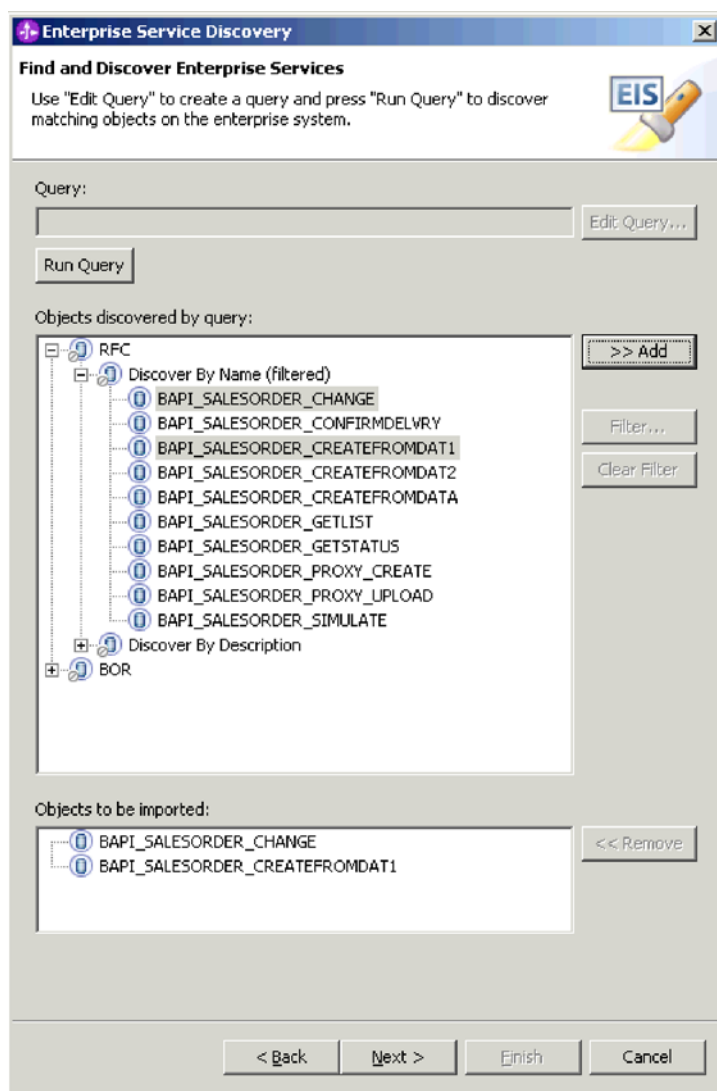 Enterprise Service Discovery
Find and Discover Enterprise Services
Use "Edit Query" to create a query and press "Run Query" to discover
matching objects on the enterprise system.
EIS
Query:
Edit Query...
Run Query
Objects discovered by query:
RFC
>> Add
Discover By Name (filtered)
BAPI_SALESORDER_CHANGE
BAPI_SALESORDER_CONFIRMDELVRY
Filter...
BAPI_SALESORDER_CREATEFROMDAT1
BAPI_SALESORDER_CREATEFROMDAT2
Clear Filter
BAPI_SALESORDER_CREATEFROMDATA
BAPI_SALESORDER_GETLIST
BAPI_SALESORDER_GETSTATUS
BAPI_SALESORDER_PROXY_CREATE
BAPI_SALESORDER_PROXY_UPLOAD
BAPI_SALESORDER_SIMULATE
Discover By Description
BOR
Objects to be imported:
BAPI_SALESORDER_CHANGE
<< Remove
BAPI_SALESORDER_CREATEFROMDAT1
< Back
Next >
Finish
Cancel